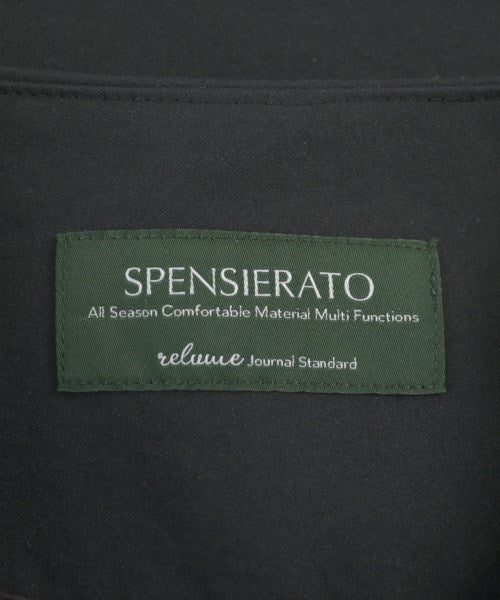 SPENSIERATO
All Season Comfortable Material Multi Functions
relume Journal Standard